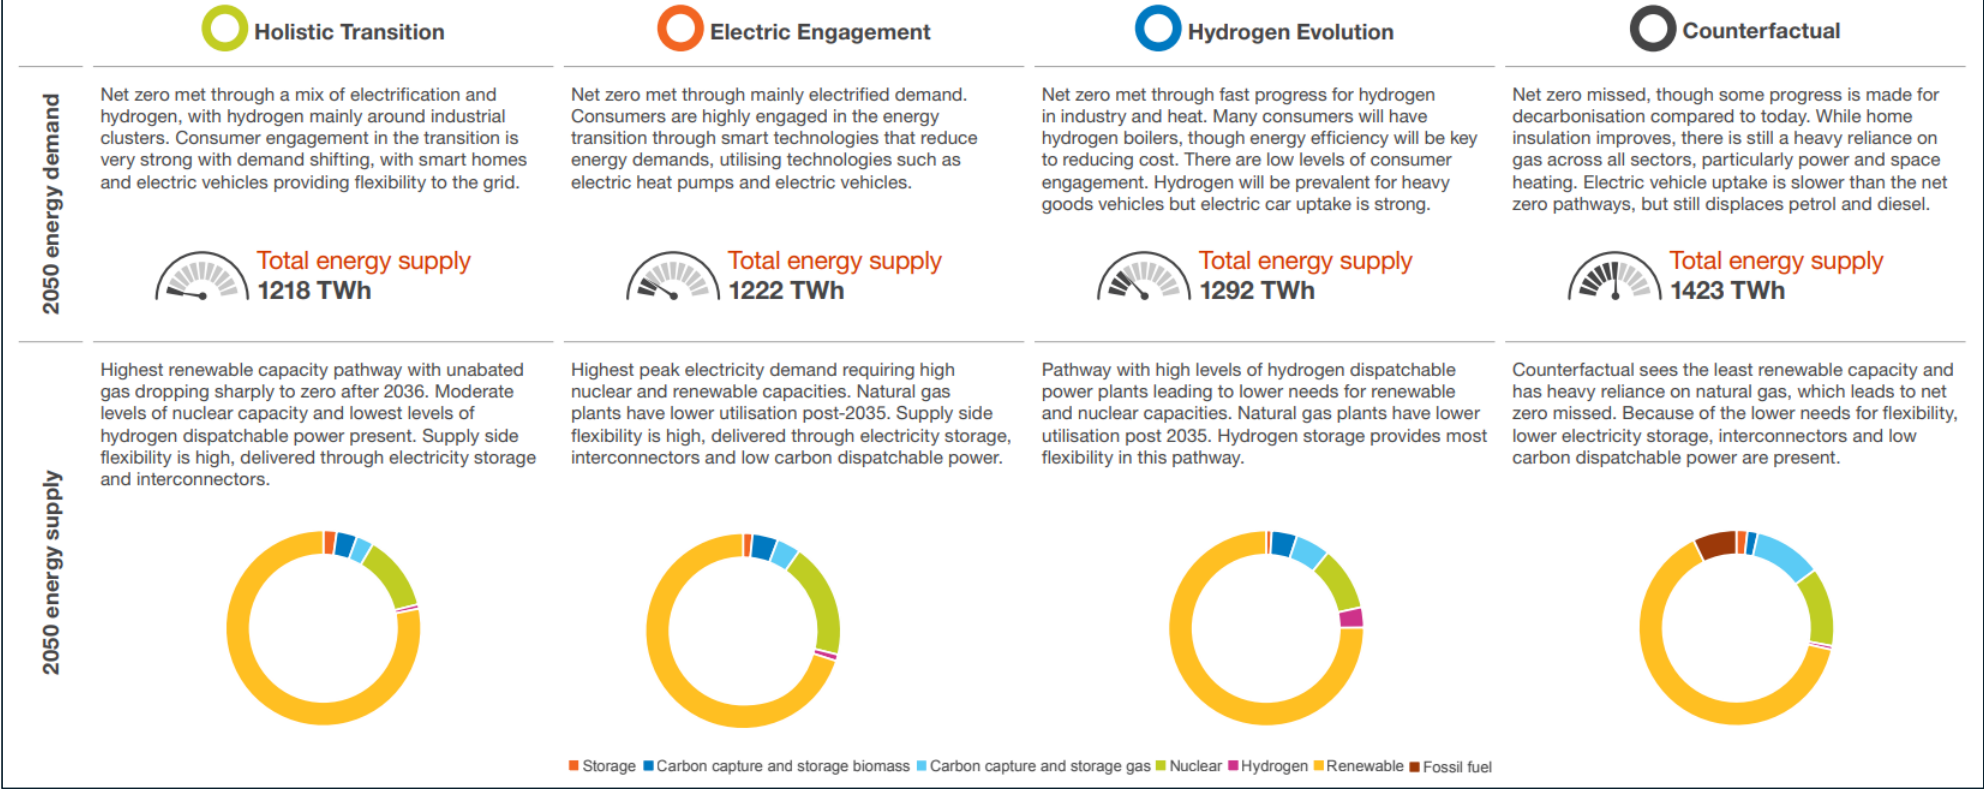 Holistic Transition
Electric Engagement
Hydrogen Evolution
Counterfactual
2050 energy demand
Net zero met through a mix of electrification and
hydrogen, with hydrogen mainly around industrial
clusters. Consumer engagement in the transition is
very strong with demand shifting, with smart homes
and electric vehicles providing flexibility to the grid.
Total energy supply
1218 TWh
Net zero met through mainly electrified demand.
Consumers are highly engaged in the energy
transition through smart technologies that reduce
energy demands, utilising technologies such as
electric heat pumps and electric vehicles.
Total energy supply
1222 TWh
Net zero met through fast progress for hydrogen
in industry and heat. Many consumers will have
hydrogen boilers, though energy efficiency will be key
to reducing cost. There are low levels of consumer
engagement. Hydrogen will be prevalent for heavy
goods vehicles but electric car uptake is strong.
Total energy supply
1292 TWh
Net zero missed, though some progress is made for
decarbonisation compared to today. While home
insulation improves, there is still a heavy reliance on
gas across all sectors, particularly power and space
heating. Electric vehicle uptake is slower than the net
zero pathways, but still displaces petrol and diesel.
Total energy supply
1423 TWh
2050 energy supply
Highest renewable capacity pathway with unabated
gas dropping sharply to zero after 2036. Moderate
levels of nuclear capacity and lowest levels of
hydrogen dispatchable power present. Supply side
flexibility is high, delivered through electricity storage
and interconnectors.
Highest peak electricity demand requiring high
nuclear and renewable capacities. Natural gas
plants have lower utilisation post-2035. Supply side
flexibility is high, delivered through electricity storage,
interconnectors and low carbon dispatchable power.
Pathway with high levels of hydrogen dispatchable
power plants leading to lower needs for renewable
and nuclear capacities. Natural gas plants have lower
utilisation post 2035. Hydrogen storage provides most
flexibility in this pathway.
Counterfactual sees the least renewable capacity and
has heavy reliance on natural gas, which leads to net
zero missed. Because of the lower needs for flexibility,
lower electricity storage, interconnectors and low
carbon dispatchable power are present.
Storage Carbon capture and storage biomass Carbon capture and storage gas Nuclear Hydrogen Renewable Fossil fuel